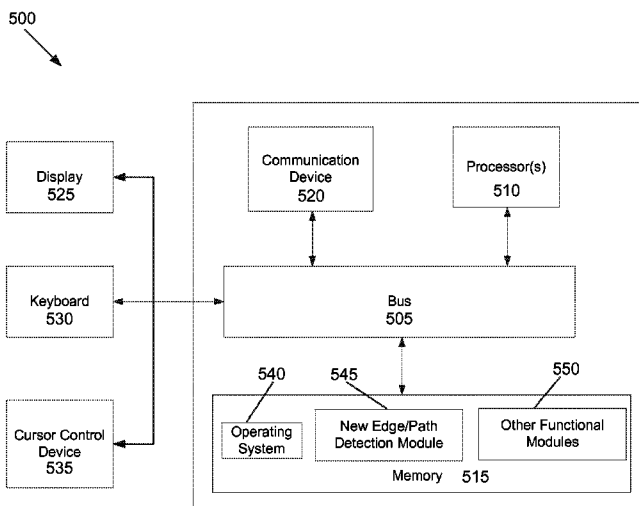 500
Display
525
Keyboard
530
Cursor Control
Device
535
Communication
Device
520
Processor(s)
510
Bus
505
540
545
550
Operating
System
New Edge/Path
Detection Module
Other Functional
Modules
Memory 515